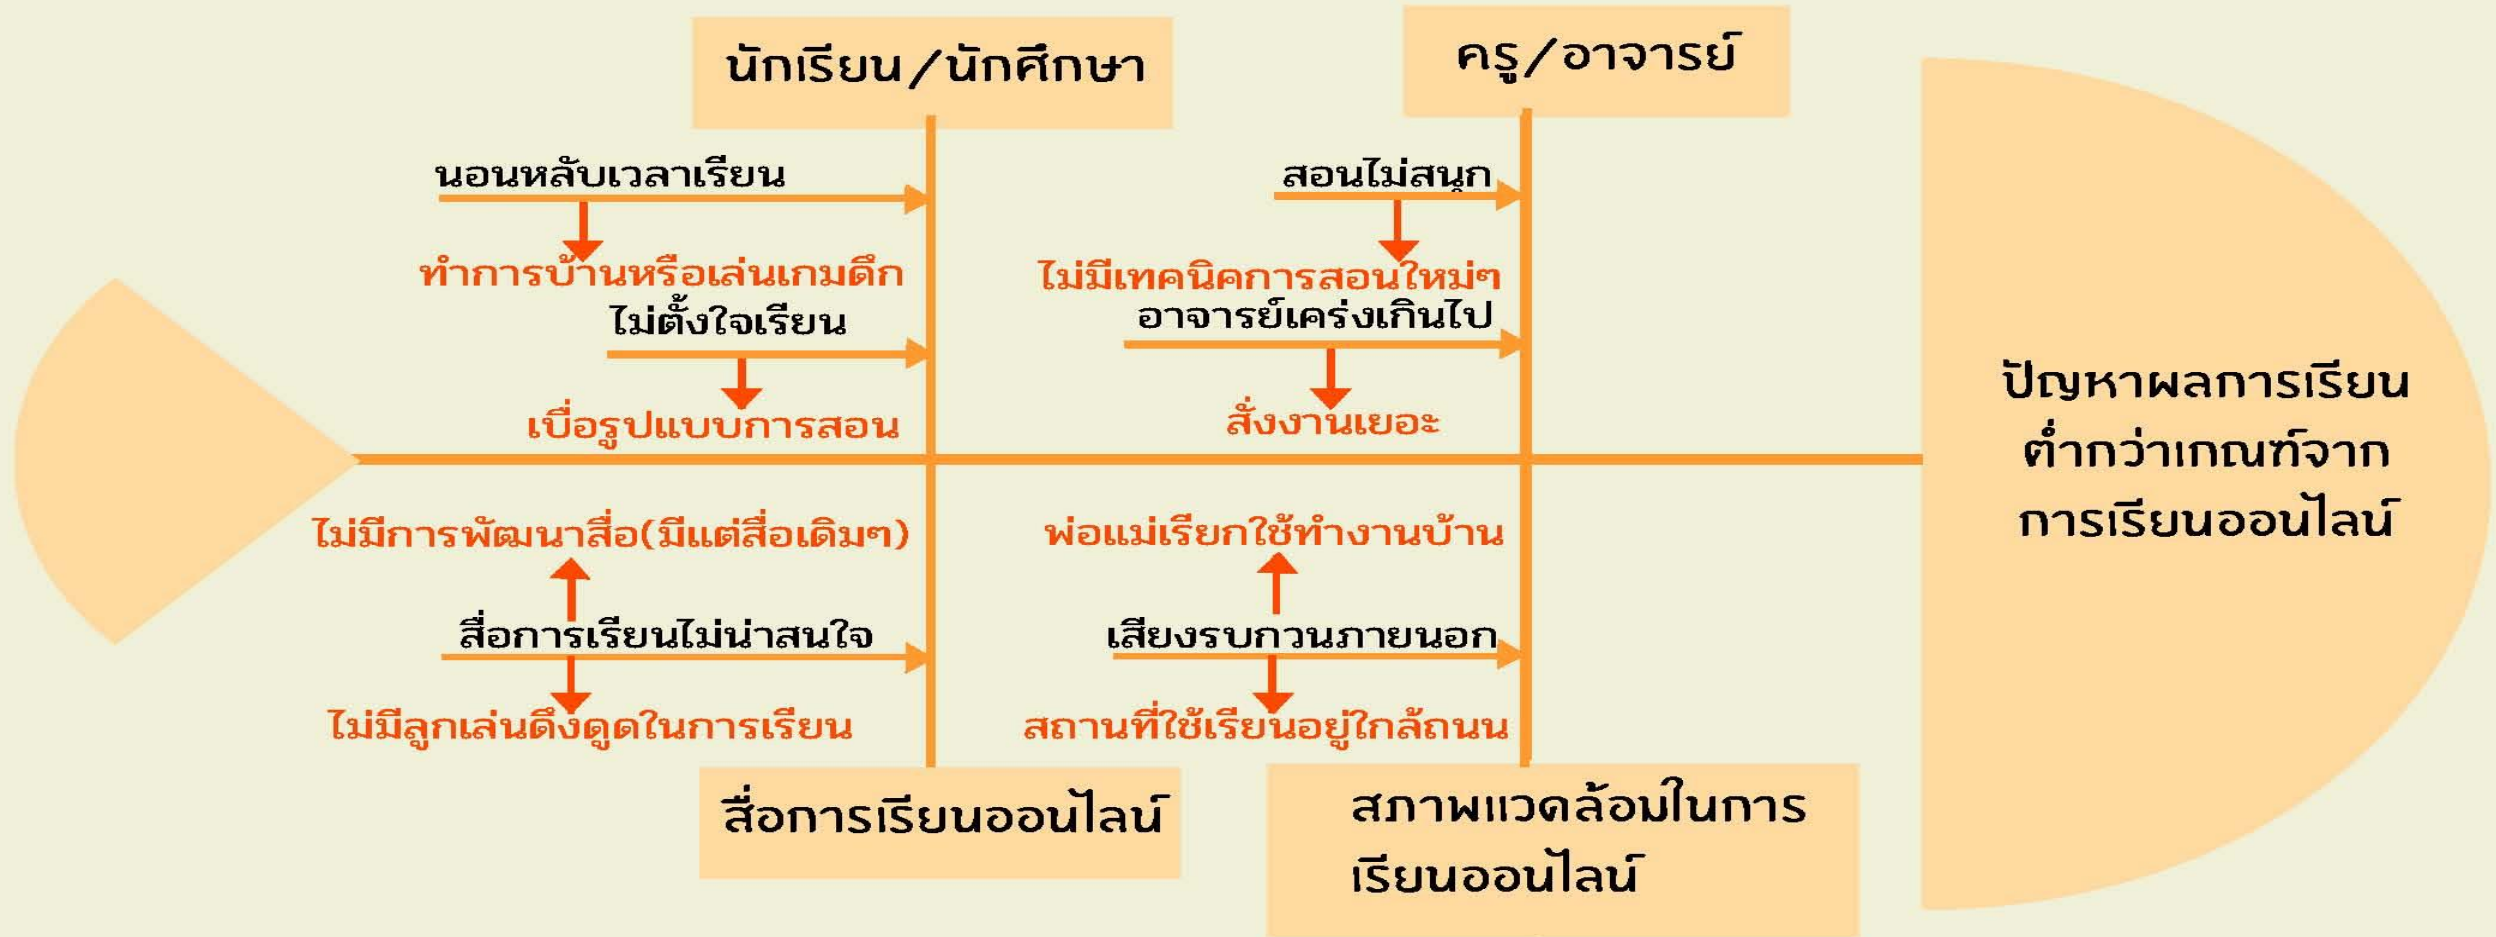 นักเรียน/นักศึกษา
ครู/อาจารย์
นอนหลับเวลาเรียน
ทำการบ้านหรือเล่นเกมดึก
ไม่ตั้งใจเรียน
เบื่อรูปแบบการสอน
สอนไม่สนุก
ไม่มีเทคนิคการสอนใหม่ๆ
อาจารย์เคร่งเกินไป
สั่งงานเยอะ
ปัญหาผลการเรียน
ต่ำกว่าเกณฑ์จาก
การเรียนออนไลน์
ไม่มีการพัฒนาสื่อ(มีแต่สื่อเดิมๆ)
สื่อการเรียนไม่น่าสนใจ
ไม่มีลูกเล่นดึงดูดในการเรียน
พ่อแม่เรียกใช้ทำงานบ้าน
เสียงรบกวนภายนอก
สถานที่ใช้เรียนอยู่ใกล้ถนน
สื่อการเรียนออนไลน์
สภาพแวดล้อมในการ
เรียนออนไลน์